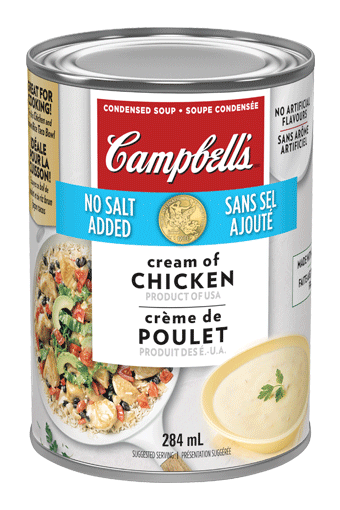 CONDENSED SOUP • SOUPE CONDENSÉE
Campbell's
NO SALT
ADDED
SANS SEL
AJOUTÉ
cream of
CHICKEN
PRODUCT OF USA
crème de
POULET
PRODUIT DES É.-U.A.
284 mL
SUGGESTED SERVING | PRÉSENTATION SUGGÉRÉE
GREAT FOR
COOKING!
IDÉALE
POUR LA
CUISSON!
NO ARTIFICIAL
FLAVOURS
SANS ARÔME
ARTIFICIEL
MADE